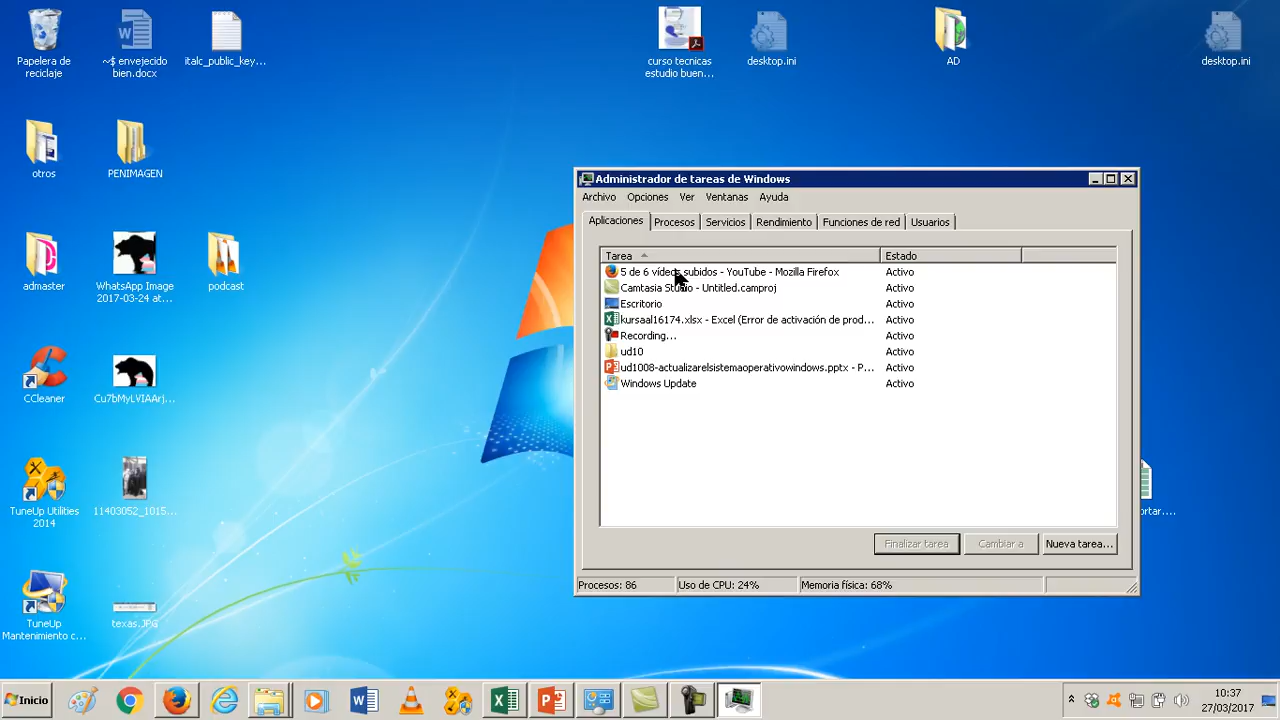 Papelera de
reciclaje
~$ envejecido
bien.docx
italc_public_key...
curso tecnicas
estudio buen...
desktop.ini
AD
desktop.ini
otros
PENIMAGEN
admaster
WhatsApp Image
2017-03-24 at...
podcast
CCleaner
Cu7bMyLVIAArj...
TuneUp Utilities
2014
11403052_1015...
TuneUp
Mantenimiento c...
texas.JPG
ortar....
Administrador de tareas de Windows
Archivo Opciones Ver Ventanas Ayuda
Aplicaciones Procesos Servicios Rendimiento Funciones de red Usuarios
Tarea Estado
5 de 6 vídeos subidos - YouTube - Mozilla Firefox Activo
Camtasia Studio - Untitled.camproj Activo
Escritorio Activo
kursaal16174.xlsx - Excel (Error de activación de prod... Activo
Recording... Activo
ud10 Activo
ud1008-actualizarelsistemaoperativowindows.pptx - P... Activo
Windows Update Activo
Finalizar tarea Cambiar a Nueva tarea...
Procesos: 86 Uso de CPU: 24% Memoria física: 68%
Inicio
10:37
27/03/2017